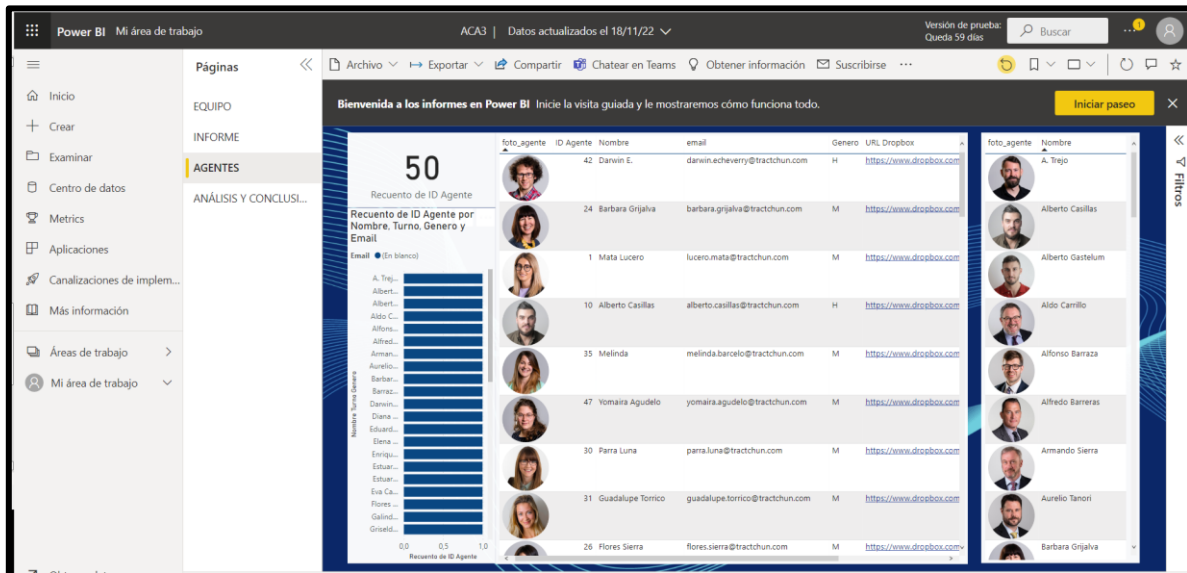 Power BI Mi área de trabajo
ACA3 | Datos actualizados el 18/11/22
Versión de prueba:
Queda 59 días
Buscar
1
Páginas
Archivo Exportar Compartir Chatear en Teams Obtener información Suscribirse ...
Inicio
Crear
Examinar
Centro de datos
Metrics
Aplicaciones
Canalizaciones de implem...
Más información
Áreas de trabajo
Mi área de trabajo
EQUIPO
INFORME
AGENTES
ANÁLISIS Y CONCLUSI...
Bienvenida a los informes en Power BI Inicie la visita guiada y le mostraremos cómo funciona todo.
Iniciar paseo
Filtros
50
Recuento de ID Agente
Recuento de ID Agente por
Nombre, Turno, Genero y
Email
Email (En blanco)
Nombre Turno Genero
A. Trej...
Albert...
Albert...
Aldo C...
Alfons...
Alfred...
Arman...
Aurelio...
Barbar...
Barraz...
Darwin...
Diana ...
Eduard...
Elena ...
Enriqu...
Estuar...
Estuar...
Eva Ca...
Flores ...
Galind...
Griseld...
0,0 0,5 1,0
Recuento de ID Agente
foto_agente ID Agente Nombre email Genero URL Dropbox
42 Darwin E. darwin.echeverry@tractchun.com H https://www.dropbox.com
24 Barbara Grijalva barbara.grijalva@tractchun.com M https://www.dropbox.com
1 Mata Lucero lucero.mata@tractchun.com M https://www.dropbox.com
10 Alberto Casillas alberto.casillas@tractchun.com H https://www.dropbox.com
35 Melinda melinda.barcelo@tractchun.com M https://www.dropbox.com
47 Yomaira Agudelo yomaira.agudelo@tractchun.com M https://www.dropbox.com
30 Parra Luna parra.luna@tractchun.com M https://www.dropbox.com
31 Guadalupe Torrico guadalupe.torrico@tractchun.com M https://www.dropbox.com
26 Flores Sierra flores.sierra@tractchun.com M https://www.dropbox.com
foto_agente Nombre
A. Trejo
Alberto Casillas
Alberto Gastelum
Aldo Carrillo
Alfonso Barraza
Alfredo Barreras
Armando Sierra
Aurelio Tanori
Barbara Grijalva